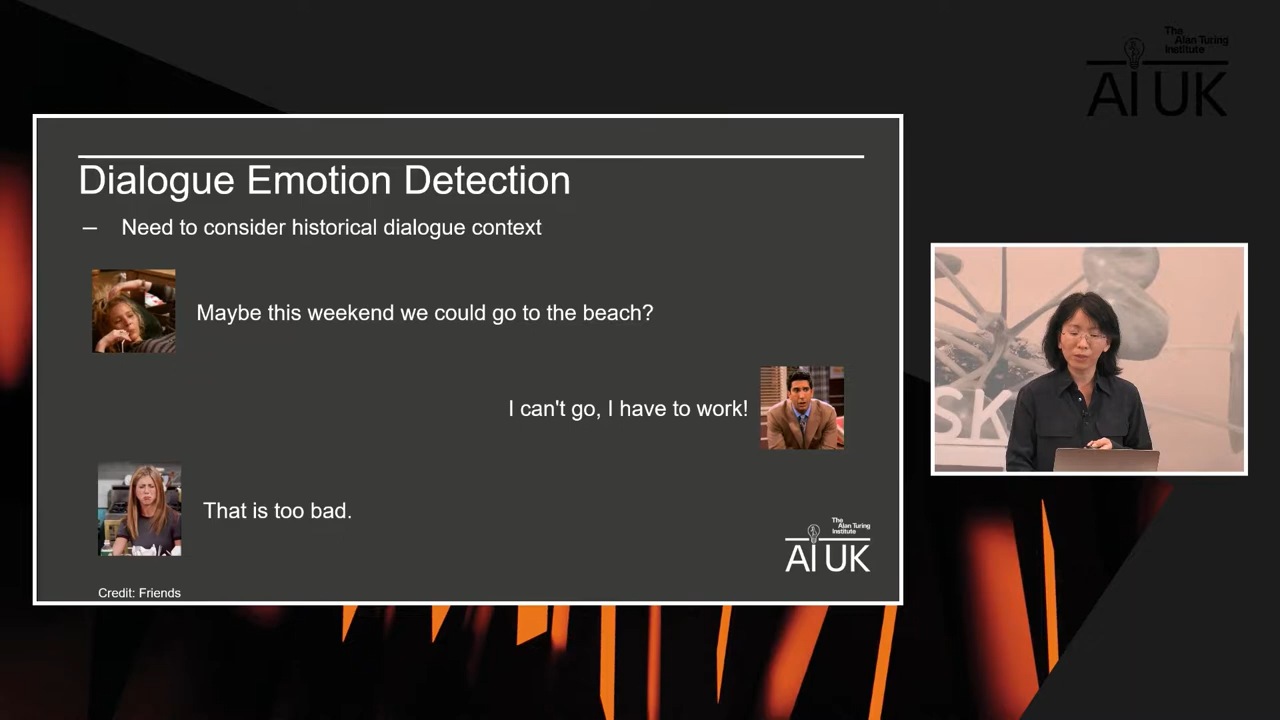 The
Alan Turing
Institute
AI UK
Dialogue Emotion Detection
– Need to consider historical dialogue context
Maybe this weekend we could go to the beach?
I can't go, I have to work!
That is too bad.
The
Alan Turing
Institute
AI UK
Credit: Friends
SK